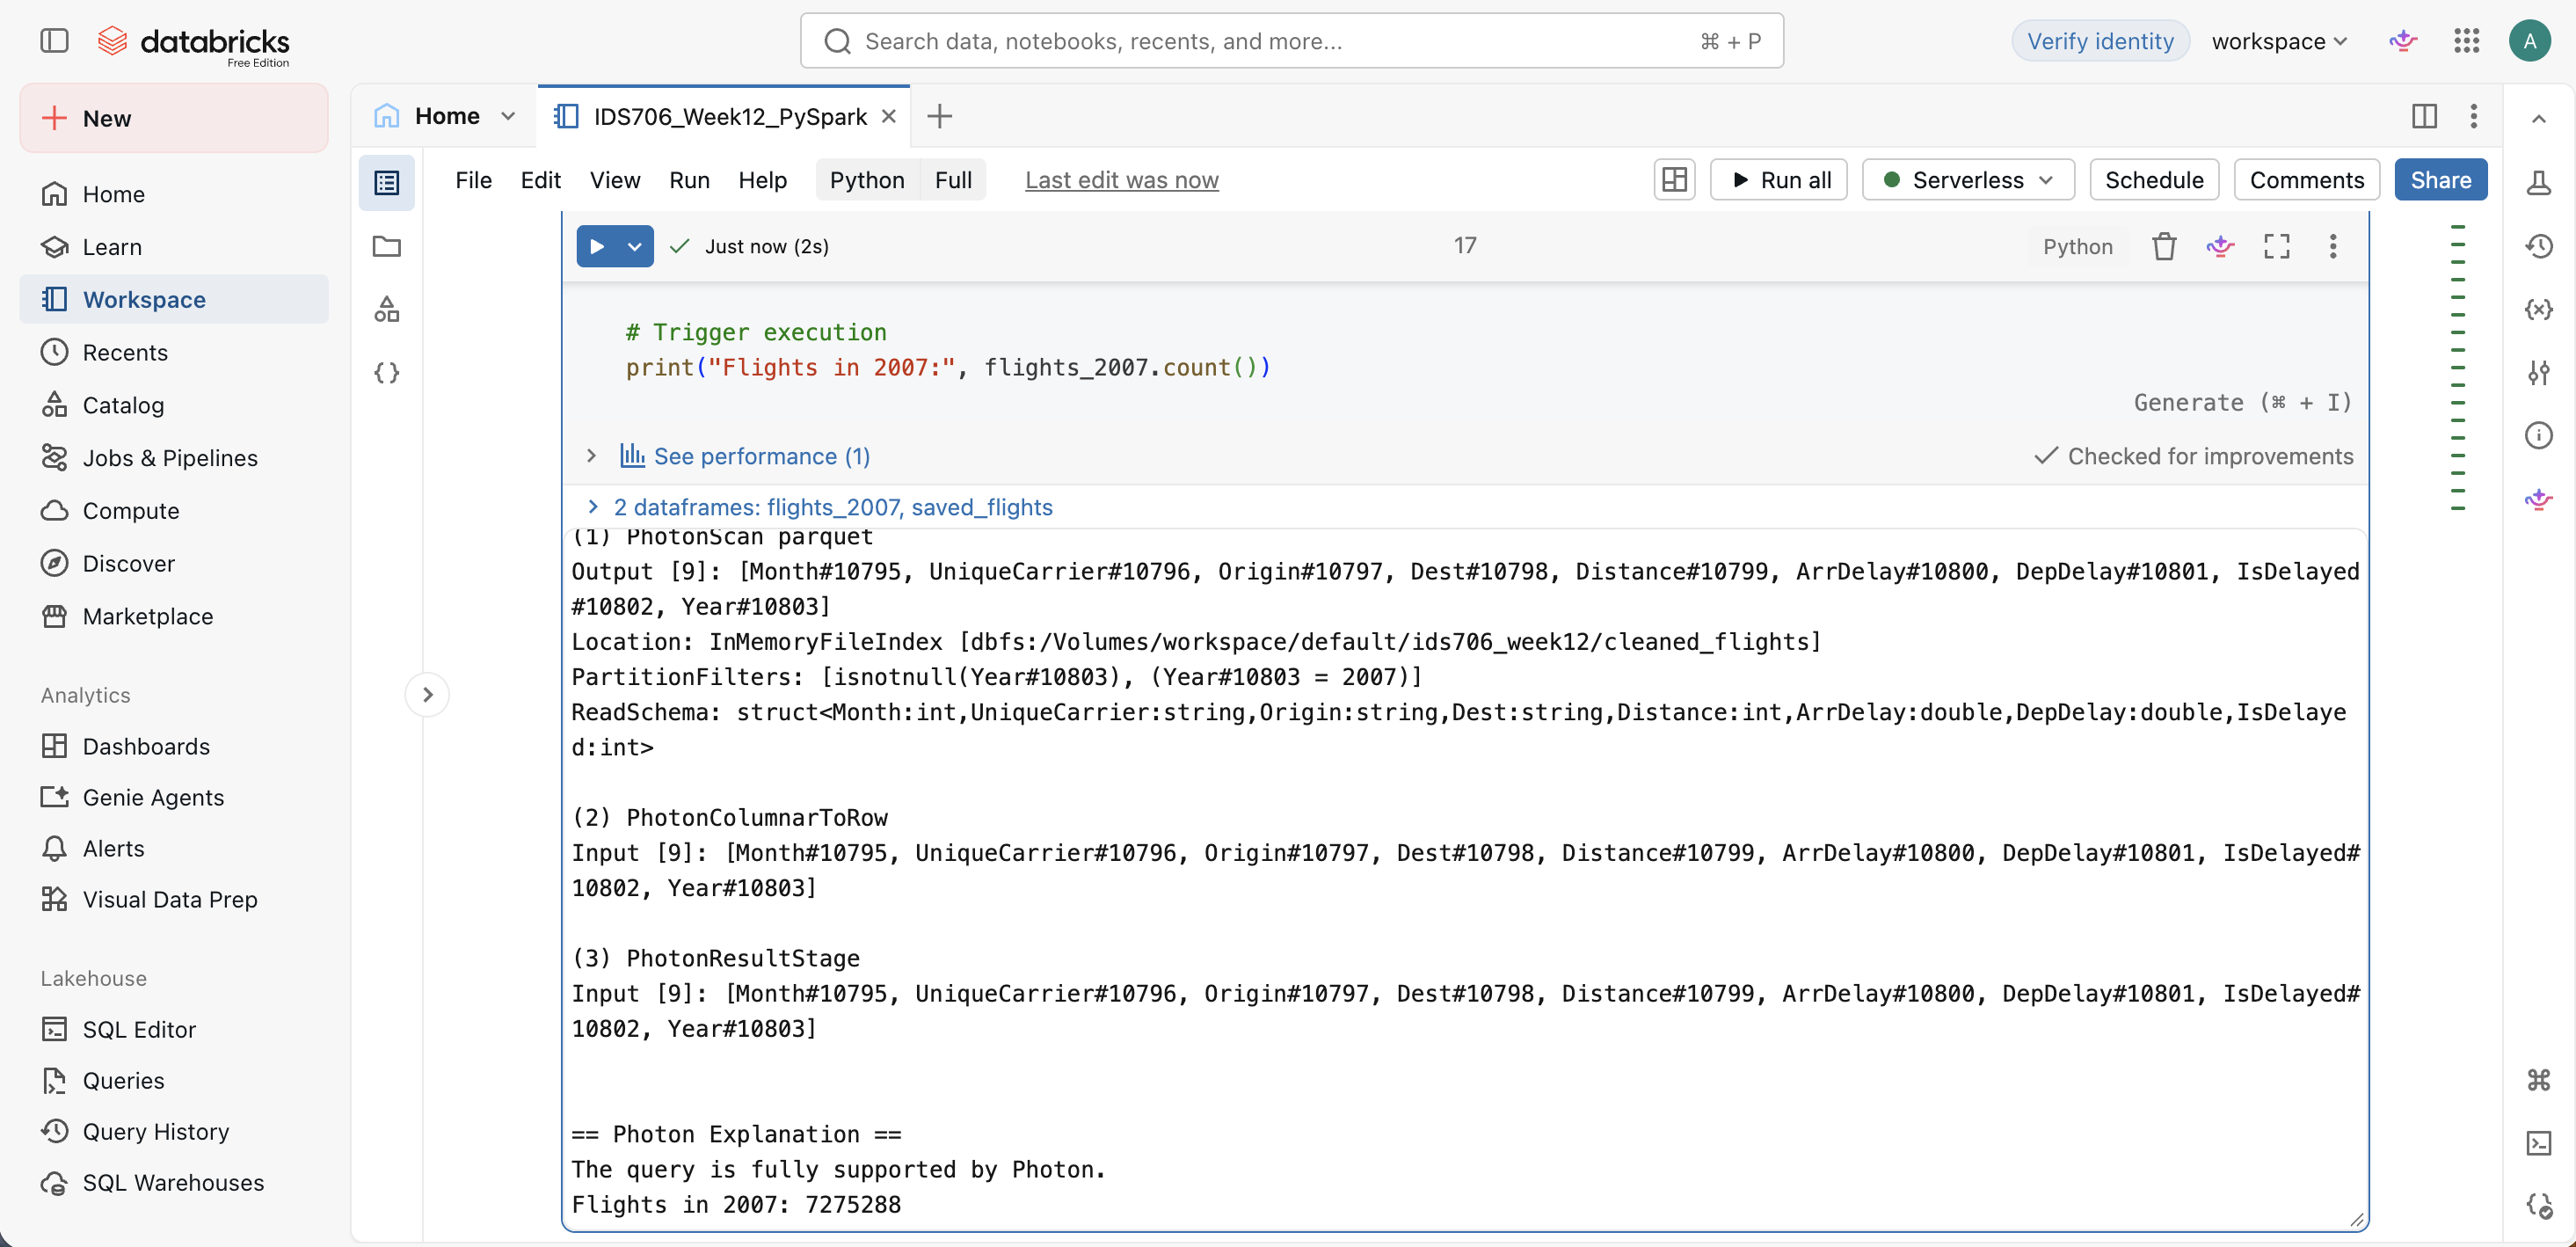 databricks
Free Edition
Search data, notebooks, recents, and more...
⌘ + P
Verify identity
workspace
A
New
Home
Learn
Workspace
Recents
Catalog
Jobs & Pipelines
Compute
Discover
Marketplace
Analytics
Dashboards
Genie Agents
Alerts
Visual Data Prep
Lakehouse
SQL Editor
Queries
Query History
SQL Warehouses
Home
IDS706_Week12_PySpark
File Edit View Run Help Python Full Last edit was now
Run all
Serverless
Schedule
Comments
Share
Just now (2s)
17
Python
# Trigger execution
print("Flights in 2007:", flights_2007.count())
Generate (⌘ + I)
See performance (1)
Checked for improvements
2 dataframes: flights_2007, saved_flights
(1) PhotonScan parquet
Output [9]: [Month#10795, UniqueCarrier#10796, Origin#10797, Dest#10798, Distance#10799, ArrDelay#10800, DepDelay#10801, IsDelayed
#10802, Year#10803]
Location: InMemoryFileIndex [dbfs:/Volumes/workspace/default/ids706_week12/cleaned_flights]
PartitionFilters: [isnotnull(Year#10803), (Year#10803 = 2007)]
ReadSchema: struct<Month:int,UniqueCarrier:string,Origin:string,Dest:string,Distance:int,ArrDelay:double,DepDelay:double,IsDelaye
d:int>
(2) PhotonColumnarToRow
Input [9]: [Month#10795, UniqueCarrier#10796, Origin#10797, Dest#10798, Distance#10799, ArrDelay#10800, DepDelay#10801, IsDelayed#
10802, Year#10803]
(3) PhotonResultStage
Input [9]: [Month#10795, UniqueCarrier#10796, Origin#10797, Dest#10798, Distance#10799, ArrDelay#10800, DepDelay#10801, IsDelayed#
10802, Year#10803]
== Photon Explanation ==
The query is fully supported by Photon.
Flights in 2007: 7275288